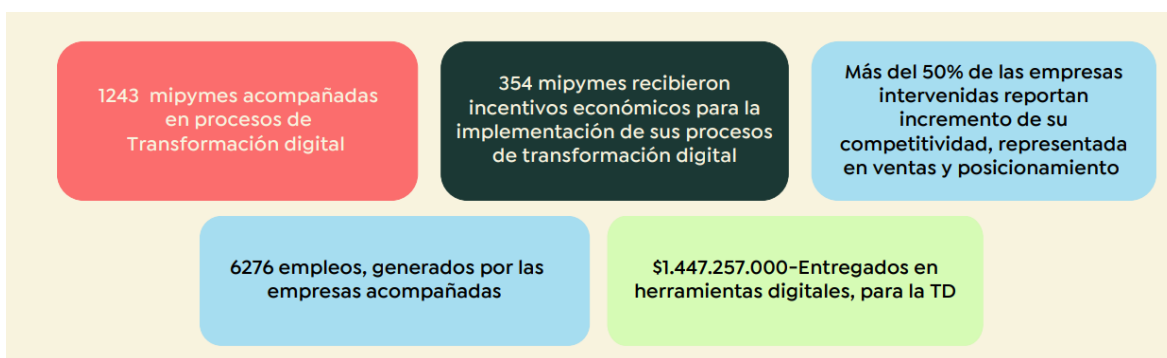 1243 mipymes acompañadas
en procesos de
Transformación digital
354 mipymes recibieron
incentivos económicos para la
implementación de sus procesos
de transformación digital
Más del 50% de las empresas
intervenidas reportan
incremento de su
competitividad, representada
en ventas y posicionamiento
6276 empleos, generados por las
empresas acompañadas
$1.447.257.000-Entregados en
herramientas digitales, para la TD